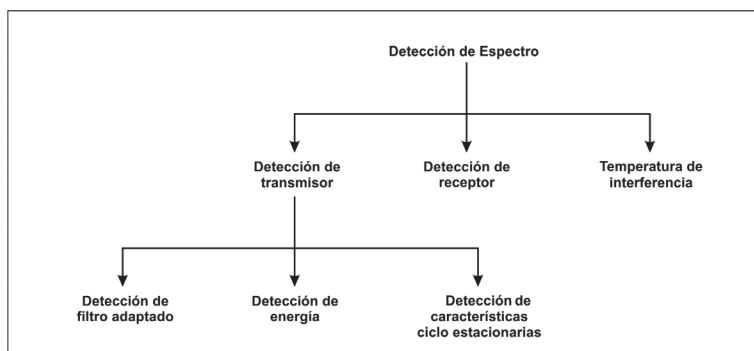 Detección de Espectro
Detección de
transmisor
Detección de
receptor
Temperatura de
interferencia
Detección de
filtro adaptado
Detección de
energía
Detección de
características
ciclo estacionarias